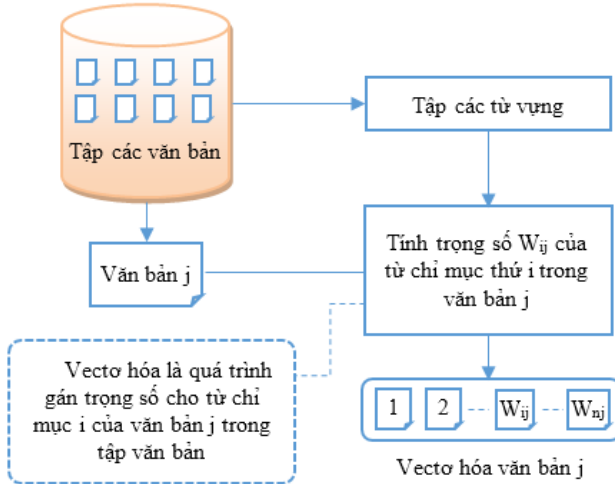 Tập các văn bản
Tập các từ vựng
Văn bản j
Tính trọng số Wij của
từ chỉ mục thứ i trong
văn bản j
Vectơ hóa là quá trình
gán trọng số cho từ chỉ
mục i của văn bản j trong
tập văn bản
1 2 Wij Wnj
Vectơ hóa văn bản j